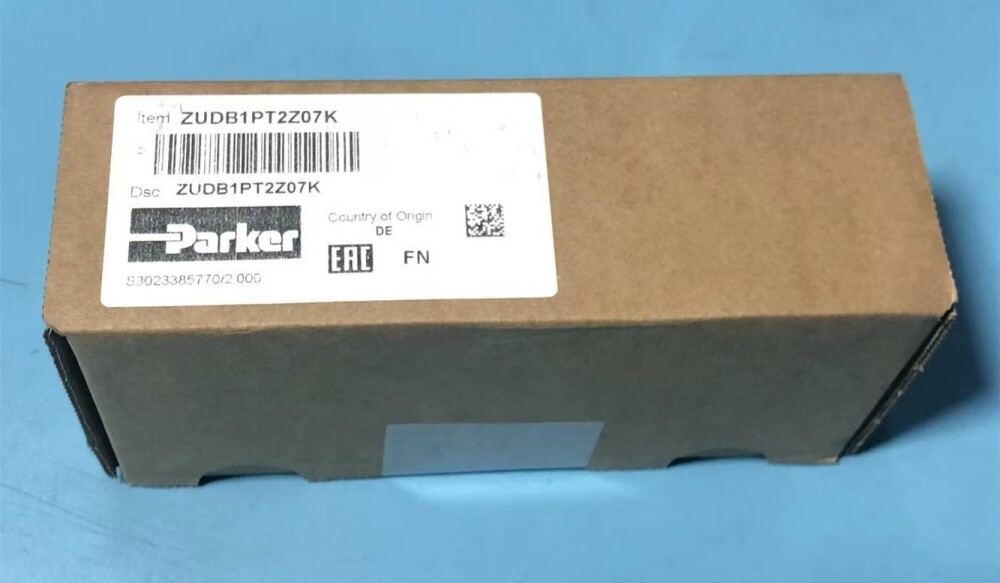 Item ZUDB1PT2Z07K
Dsc ZUDB1PT2Z07K
Parker
Country of Origin
DE
EAC FN
S3023385770/2.000